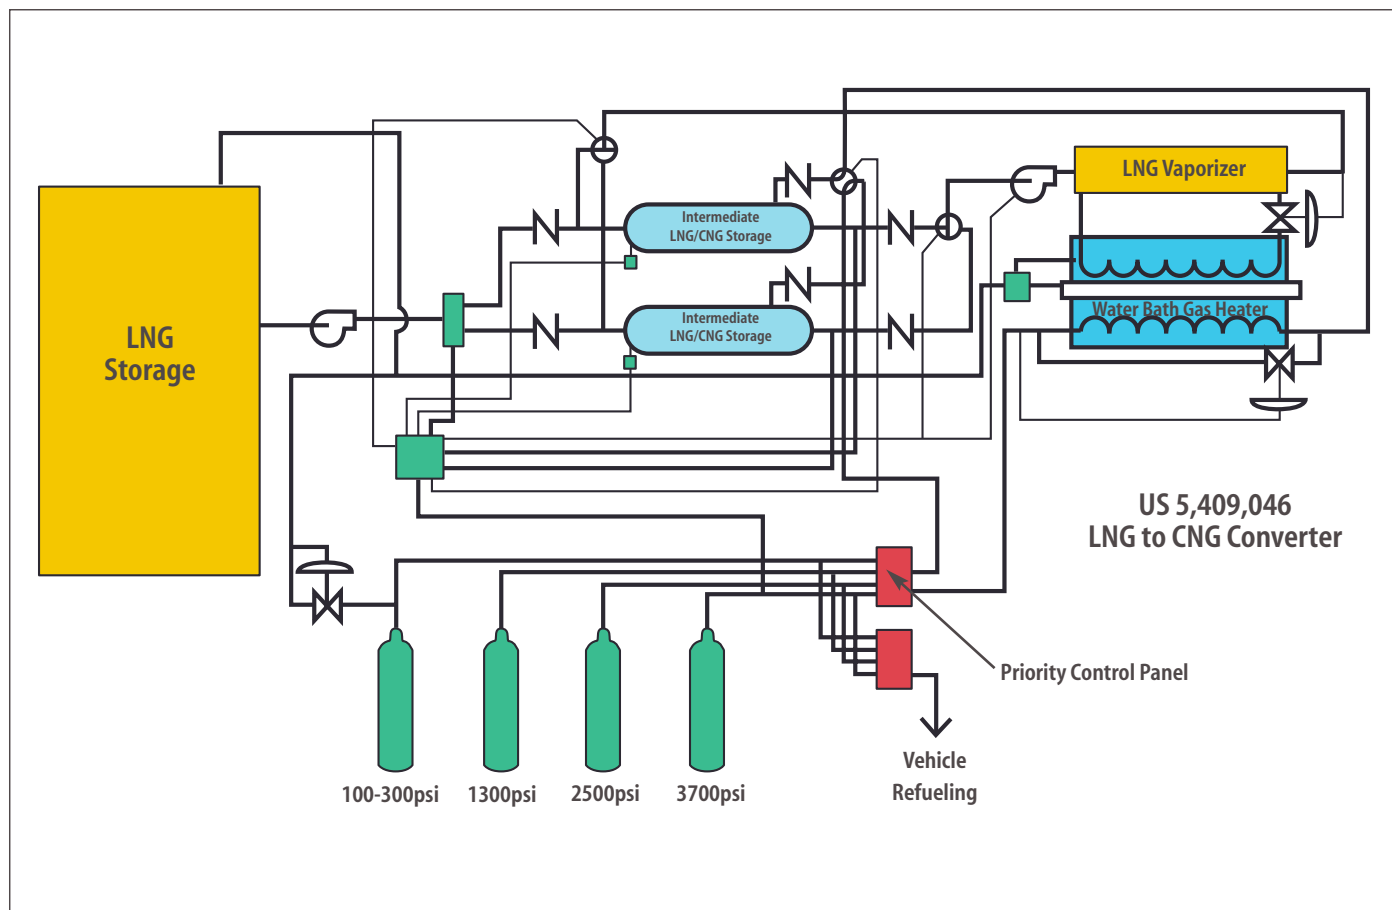 LNG Vaporizer
Intermediate
LNG/CNG Storage
Water Bath Gas Heater
Intermediate
LNG/CNG Storage
LNG
Storage
US 5,409,046
LNG to CNG Converter
Priority Control Panel
Vehicle
Refueling
100-300psi
1300psi
2500psi
3700psi